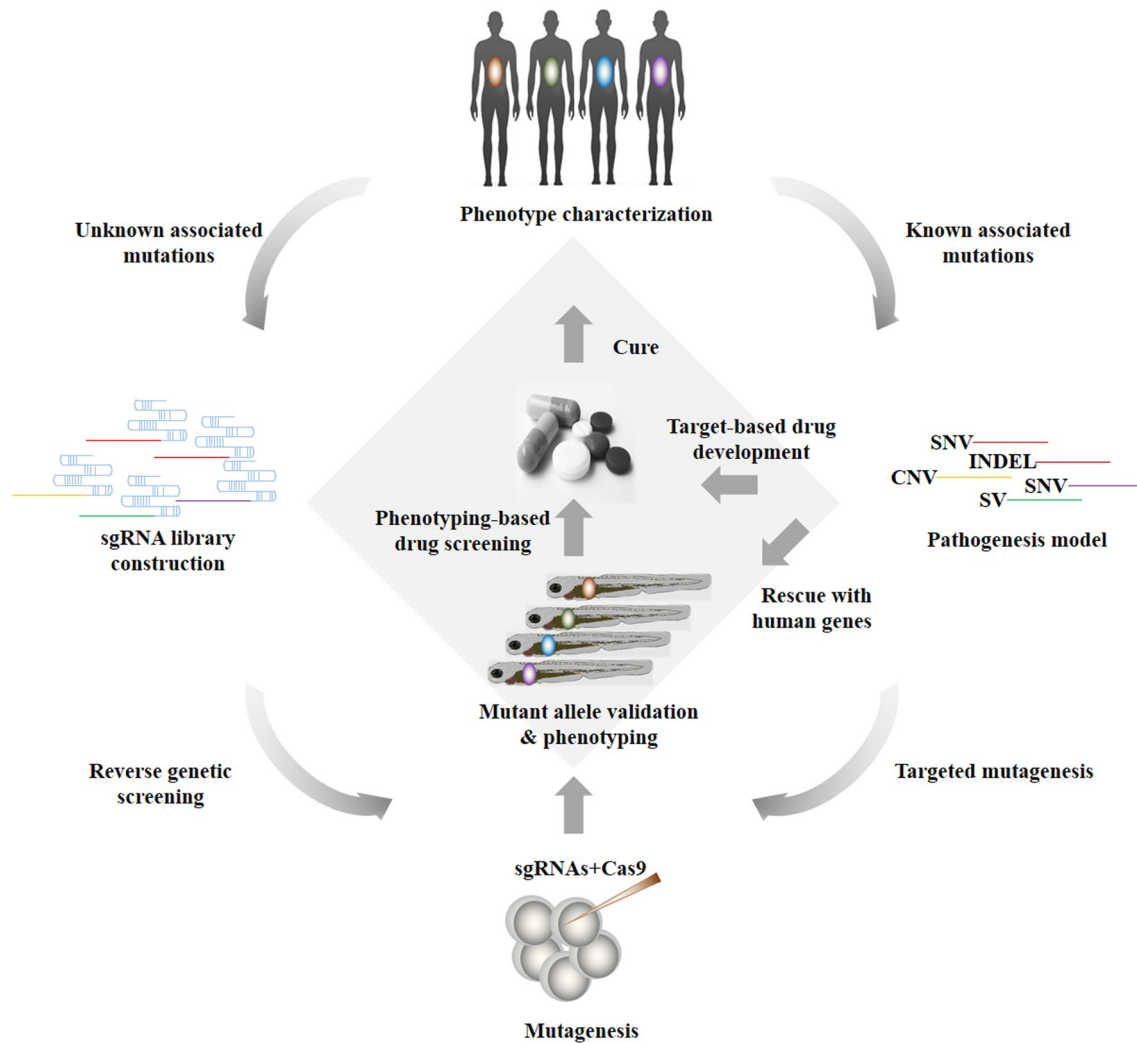 Phenotype characterization
Unknown associated
mutations
Known associated
mutations
Cure
Target-based drug
development
SNV
INDEL
CNV
SNV
SV
Pathogenesis model
sgRNA library
construction
Phenotyping-based
drug screening
Rescue with
human genes
Mutant allele validation
& phenotyping
Reverse genetic
screening
Targeted mutagenesis
sgRNAs+Cas9
Mutagenesis